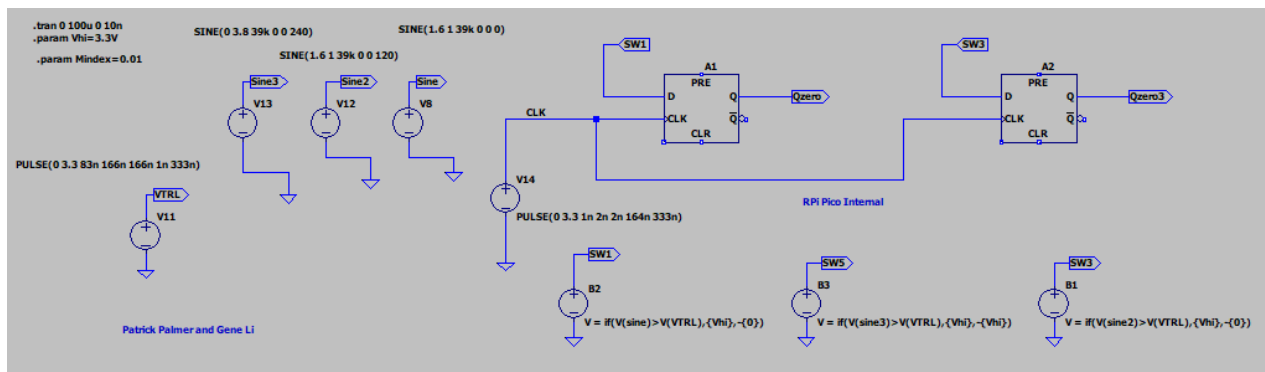 .tran 0 100u 0 10n
.param Vhi=3.3V
.param Mindex=0.01
SINE(0 3.8 39k 0 0 240)
SINE(1.6 1 39k 0 0 120)
SINE(1.6 1 39k 0 0 0)
Sine3
V13
Sine2
V12
Sine
V8
PULSE(0 3.3 83n 166n 166n 1n 333n)
VTRL
V11
SW1
A1
PRE
D
Q
CLK
Q
CLR
Qzero
SW3
A2
PRE
D
Q
CLK
Q
CLR
Qzero3
CLK
V14
PULSE(0 3.3 1n 2n 2n 164n 333n)
RPi Pico Internal
SW1
B2
V = if(V(sine)>V(VTRL),{Vhi},-{0})
SW5
B3
V = if(V(sine3)>V(VTRL),{Vhi},-{Vhi})
SW3
B1
V = if(V(sine2)>V(VTRL),{Vhi},-{0})
Patrick Palmer and Gene Li